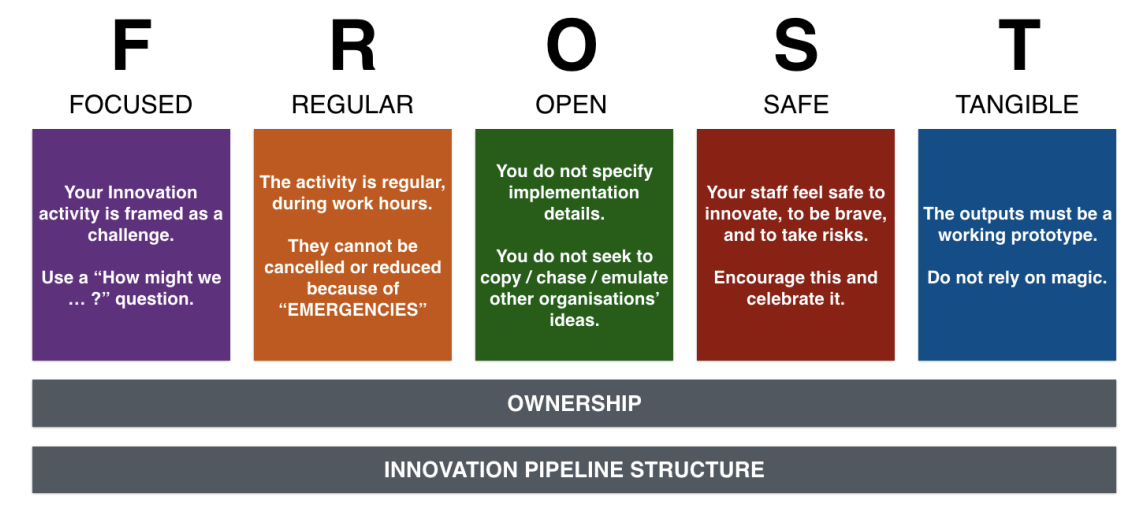 F R O S T
FOCUSED REGULAR OPEN SAFE TANGIBLE
Your Innovation
activity is framed as a
challenge.
Use a “How might we
… ?” question.
The activity is regular,
during work hours.
They cannot be
cancelled or reduced
because of
“EMERGENCIES”
You do not specify
implementation
details.
You do not seek to
copy / chase / emulate
other organisations’
ideas.
Your staff feel safe to
innovate, to be brave,
and to take risks.
Encourage this and
celebrate it.
The outputs must be a
working prototype.
Do not rely on magic.
OWNERSHIP
INNOVATION PIPELINE STRUCTURE